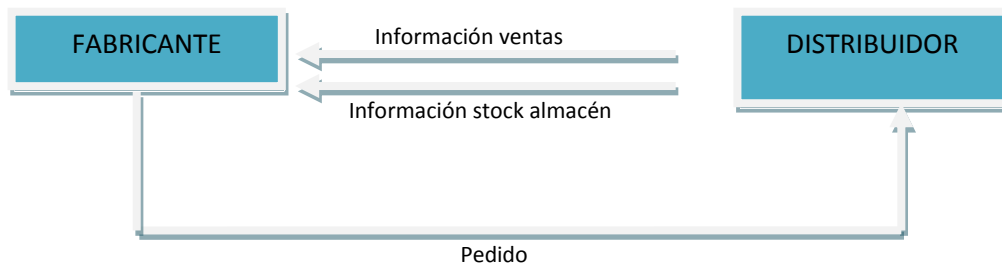 FABRICANTE
Información ventas
DISTRIBUIDOR
Información stock almacén
Pedido